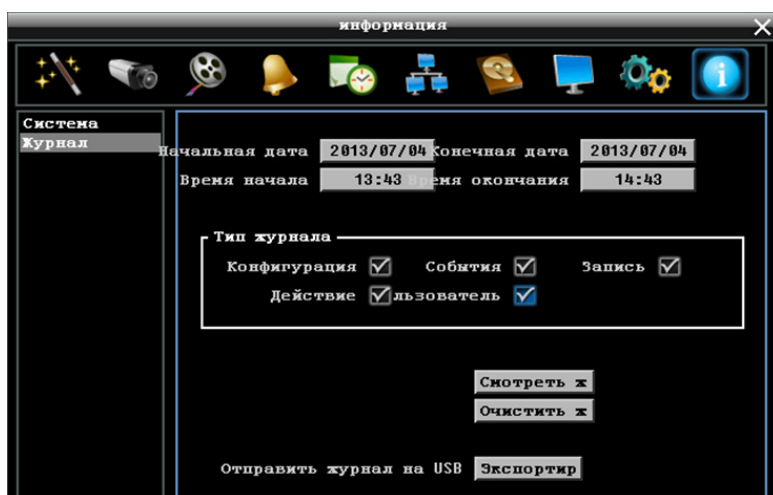 информация
Система
Журнал
Начальная дата 2013/07/04 Конечная дата 2013/07/04
Время начала 13:43 Время окончания 14:43
Тип журнала
Конфигурация События Запись
Действие льзователь
Смотреть ж
Очистить ж
Отправить журнал на USB Экспортир